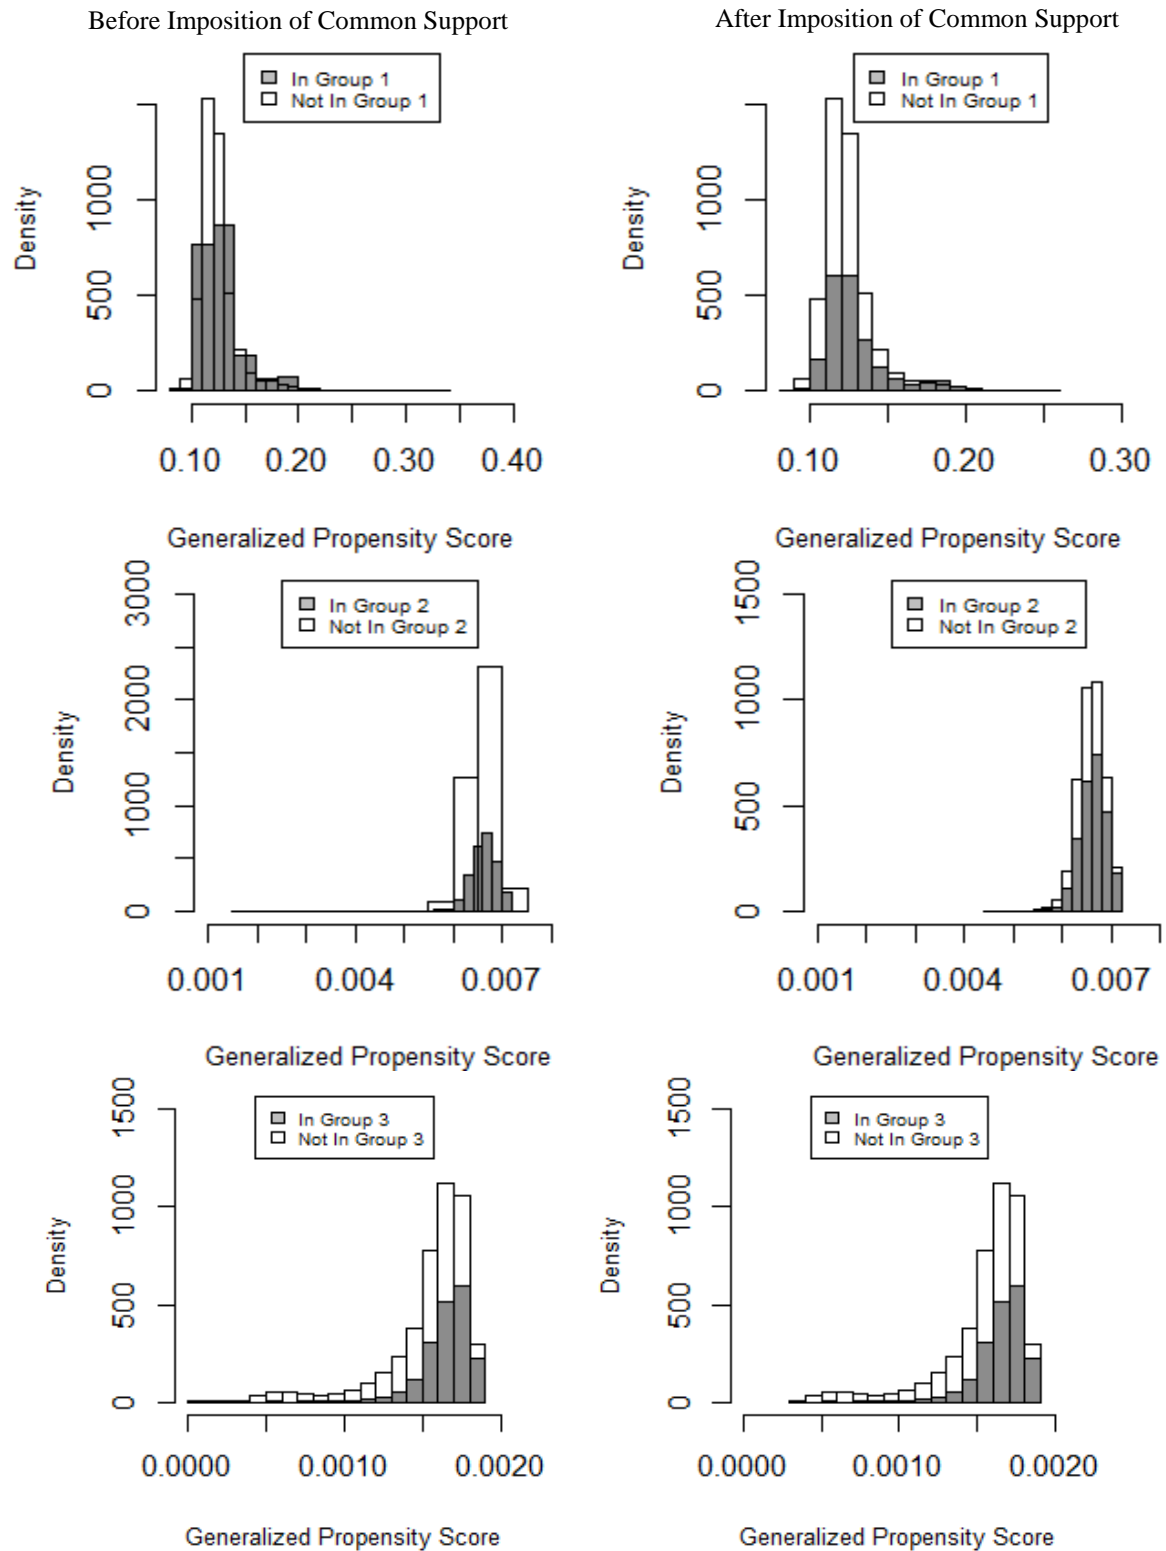 Before Imposition of Common Support
After Imposition of Common Support
In Group 1
Not In Group 1
Density
0
500
1000
0.10 0.20 0.30 0.40
Generalized Propensity Score
In Group 1
Not In Group 1
Density
0
500
1000
0.10 0.20 0.30
Generalized Propensity Score
In Group 2
Not In Group 2
Density
0
1000
2000
3000
0.001 0.004 0.007
Generalized Propensity Score
In Group 2
Not In Group 2
Density
0
500
1000
1500
0.001 0.004 0.007
Generalized Propensity Score
In Group 3
Not In Group 3
Density
0
500
1000
1500
0.0000 0.0010 0.0020
Generalized Propensity Score
In Group 3
Not In Group 3
Density
0
500
1000
1500
0.0000 0.0010 0.0020
Generalized Propensity Score